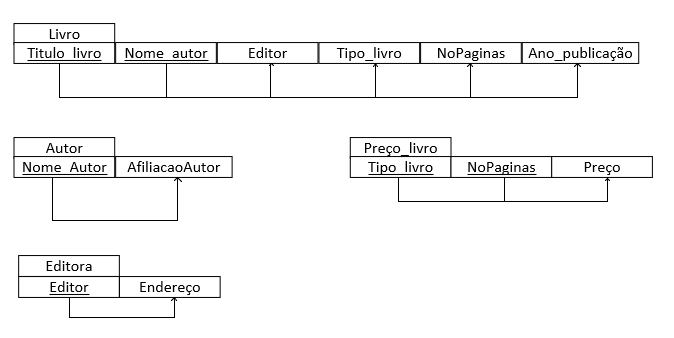 Livro
Titulo_livro Nome_autor Editor Tipo_livro NoPaginas Ano_publicação
Autor
Nome_Autor AfiliacaoAutor
Preço_livro
Tipo_livro NoPaginas Preço
Editora
Editor Endereço